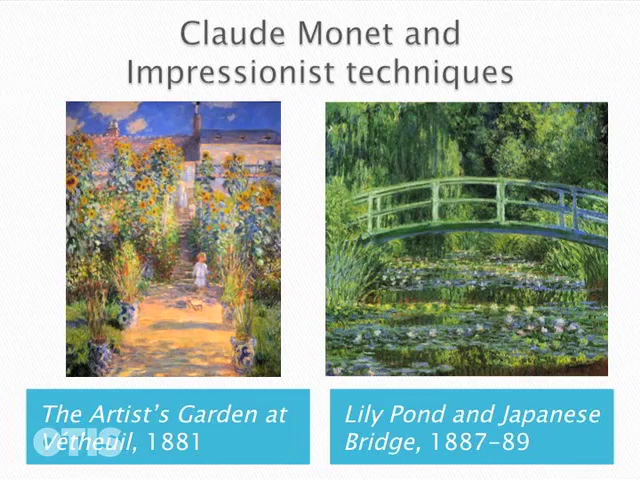 Claude Monet and
Impressionist techniques
The Artist's Garden at
Vétheuil, 1881
OTIS
Lily Pond and Japanese
Bridge, 1887-89